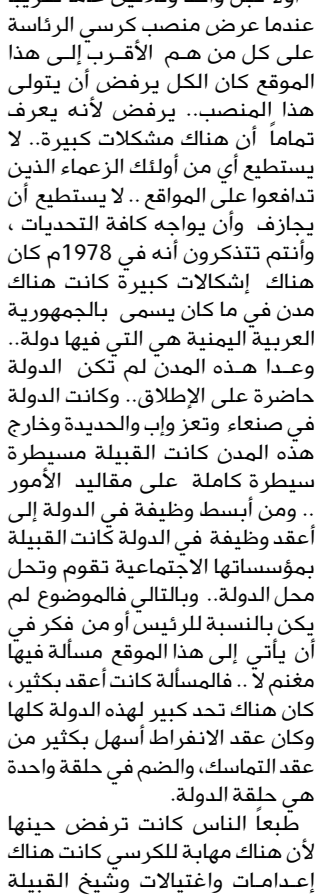 عندما عرض منصب كرسي الرئاسة
على كل من هـم الأقــرب إلــى هذا
الموقع كان الكل يرفض أن يتولى
هذا المنصب.. يرفض لأنه يعرف
تماماً أن هناك مشكلات كبيرة.. لا
يستطيع أي من أولئك الزعماء الذين
تدافعوا على المواقع .. لا يستطيع أن
يجازف وأن يواجه كافة التحديات ،
وأنتم تتذكرون أنه في 1978م كان
هناك إشكالات كبيرة كانت هناك
مدن في ما كان يسمى بالجمهورية
العربية اليمنية هي التي فيها دولة..
وعــدا هــذه المدن لم تكن الدولة
حاضرة على الإطلاق.. وكانت الدولة
في صنعاء وتعز وإب والحديدة وخارج
هذه المدن كانت القبيلة مسيطرة
سيطرة كاملة على مقاليد الأمور
.. ومن أبسط وظيفة في الدولة إلى
أعقد وظيفة في الدولة كانت القبيلة
بمؤسساتها الاجتماعية تقوم وتحل
محل الدولة.. وبالتالي فالموضوع لم
يكن بالنسبة للرئيس أو من فكر في
أن يأتي إلى هذا الموقع مسألة فيها
مغنم لا .. فالمسألة كانت أعقد بكثير،
كان هناك تحد كبير لهذه الدولة كلها
وكان عقد الانفراط أسهل بكثير من
عقد التماسك، والضم في حلقة واحدة
هي حلقة الدولة.
طبعاً الناس كانت ترفض حينها
لأن هناك مهابة للكرسي كانت هناك
إعـدامـات واغتيالات وشيخ القبيلة